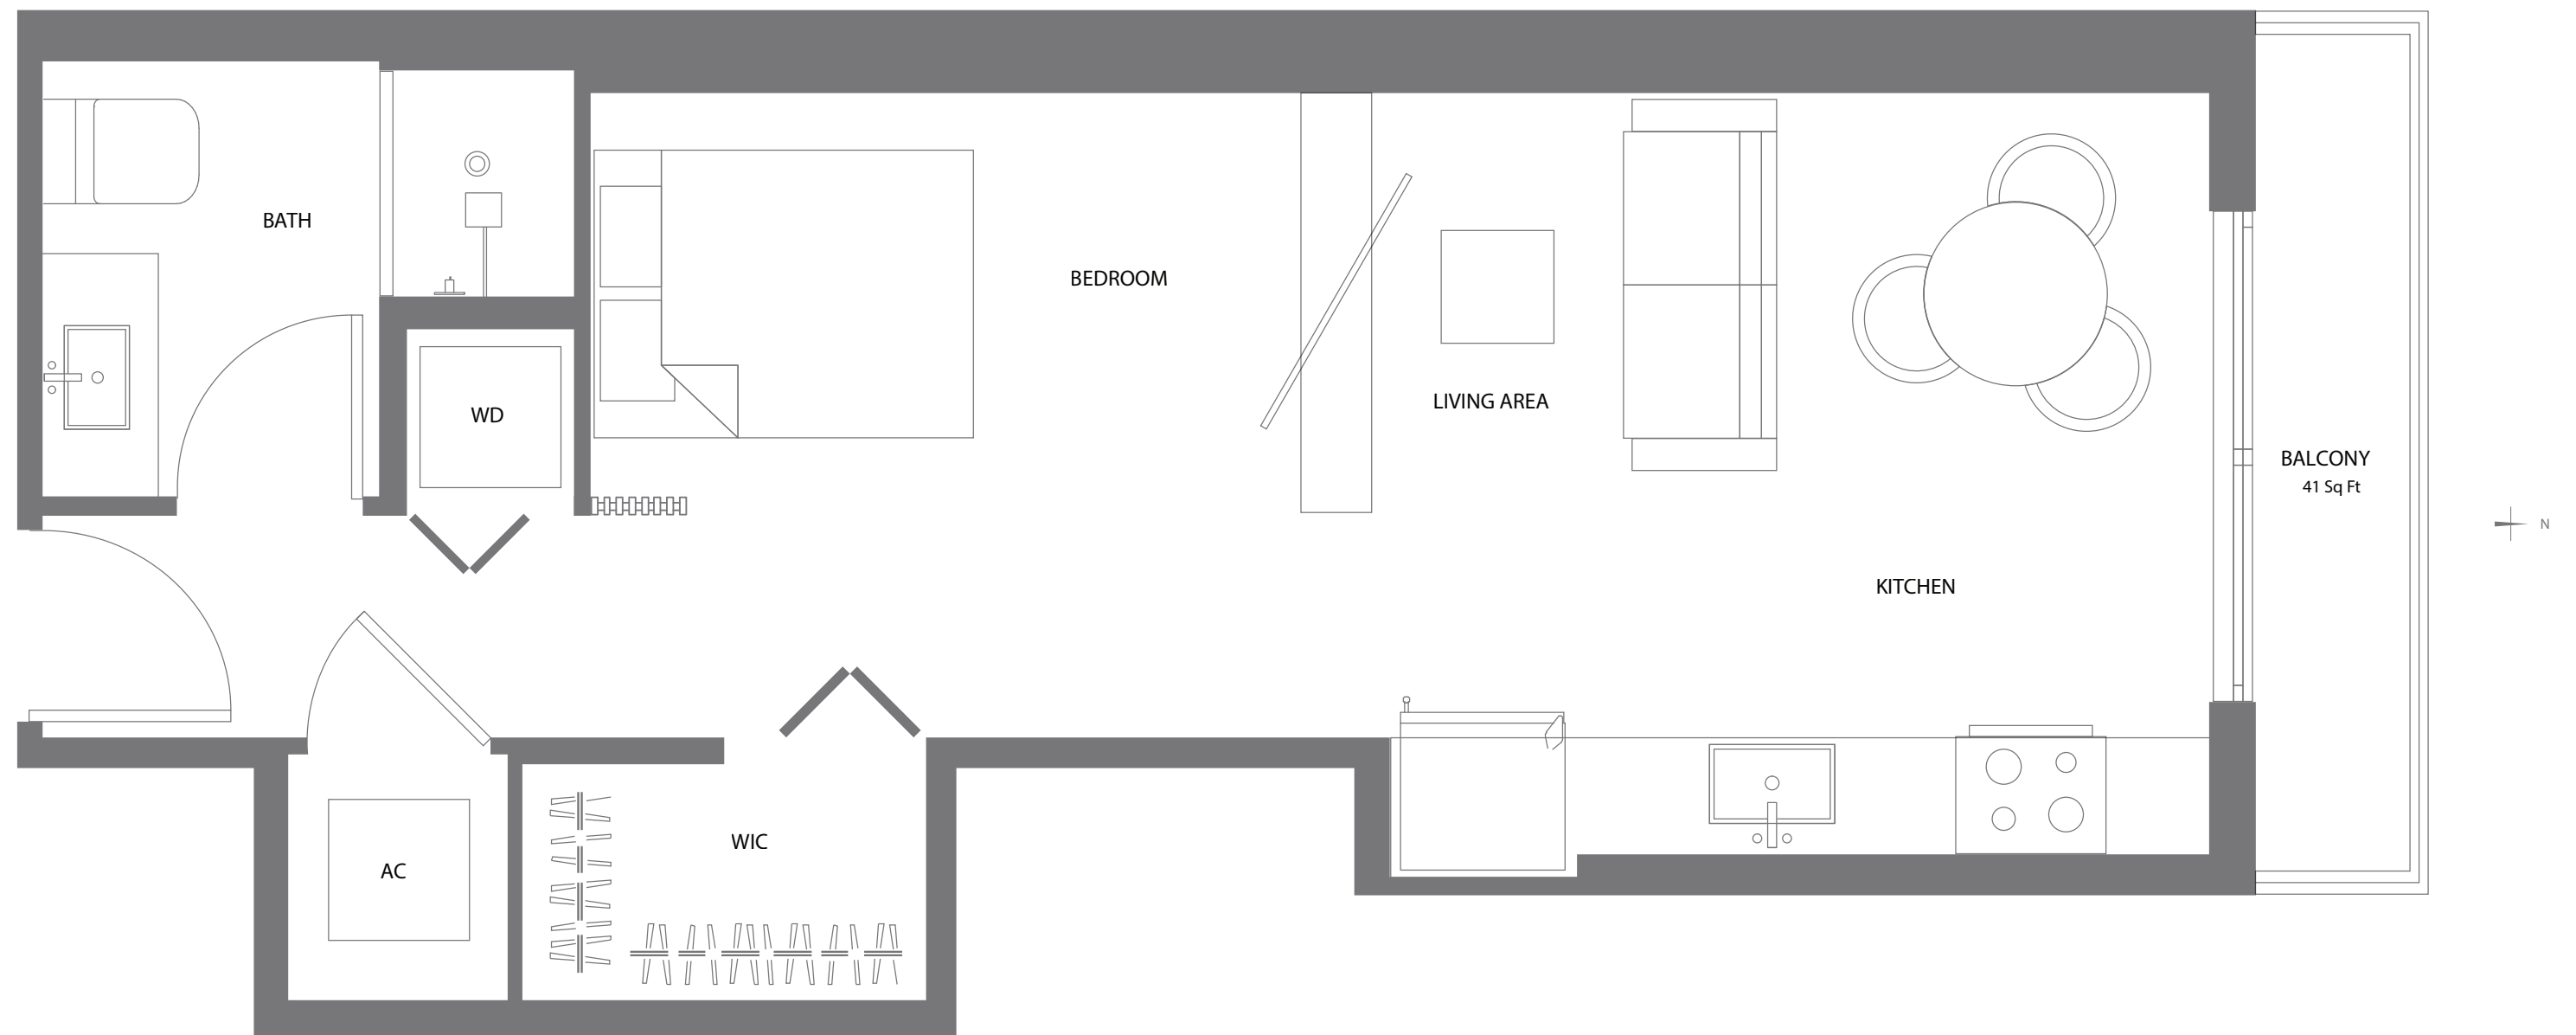 BATH
WD
BEDROOM
LIVING AREA
KITCHEN
BALCONY
41 Sq Ft
N
AC
WIC